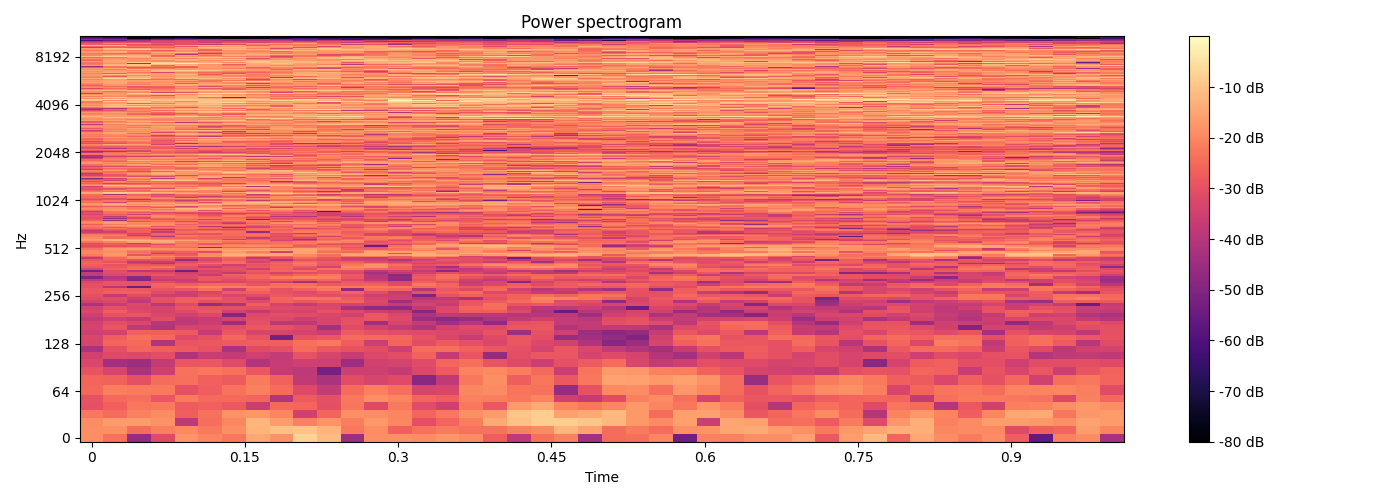 Power spectrogram
Hz
8192
4096
2048
1024
512
256
128
64
0
0 0.15 0.3 0.45 0.6 0.75 0.9
Time
-10 dB
-20 dB
-30 dB
-40 dB
-50 dB
-60 dB
-70 dB
-80 dB